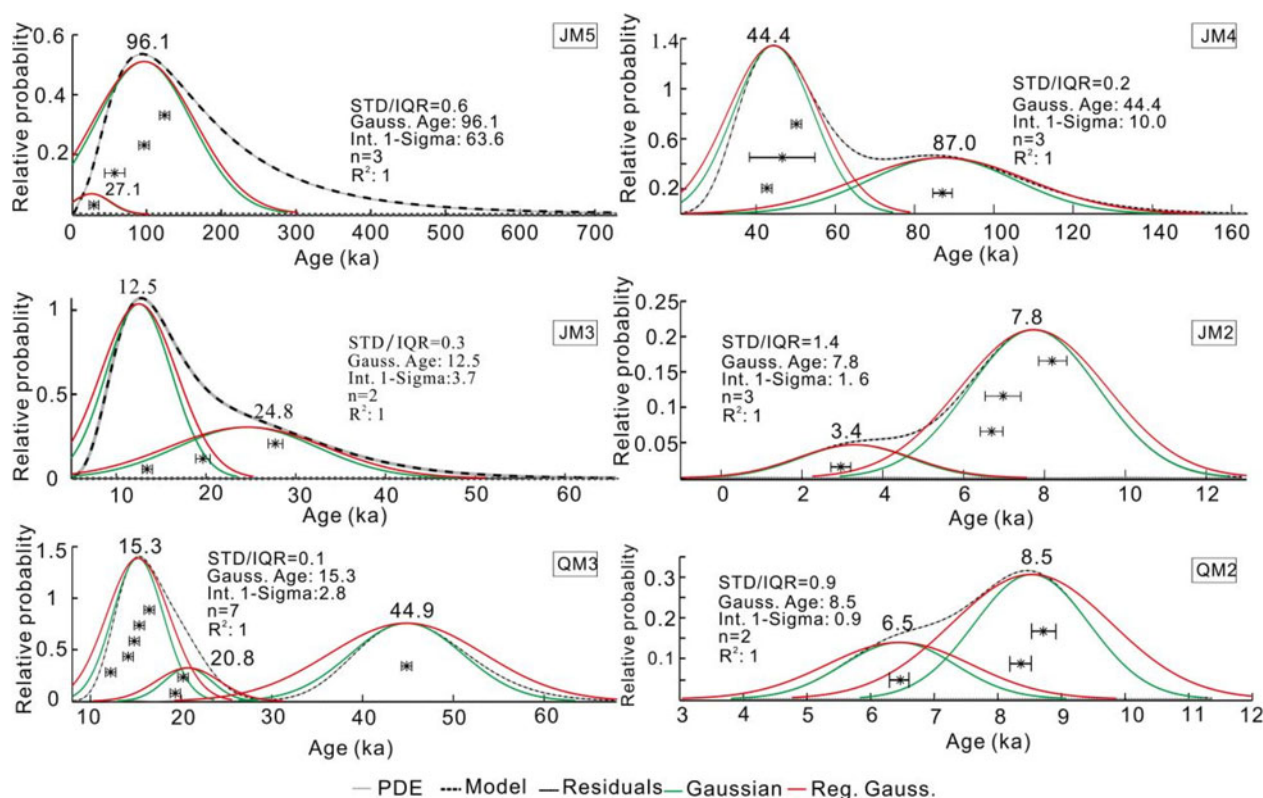 JM5
Relative probablity
0.6
0.4
0.2
96.1
27.1
STD/IQR=0.6
Gauss. Age: 96.1
Int. 1-Sigma: 63.6
n=3
R²: 1
0 100 200 300 400 500 600 700
Age (ka)
JM4
Relative probablity
1.4
1.0
0.6
0.2
44.4
87.0
STD/IQR=0.2
Gauss. Age: 44.4
Int. 1-Sigma: 10.0
n=3
R²: 1
40 60 80 100 120 140 160
Age (ka)
JM3
Relative probablity
1
0.5
0
12.5
24.8
STD/IQR=0.3
Gauss. Age: 12.5
Int. 1-Sigma:3.7
n=2
R²: 1
10 20 30 40 50 60
Age (ka)
JM2
Relative probablity
0.25
0.20
0.15
0.1
0.05
7.8
3.4
STD/IQR=1.4
Gauss. Age: 7.8
Int. 1-Sigma: 1. 6
n=3
R²: 1
0 2 4 6 8 10 12
Age (ka)
QM3
Relative probablity
1.5
1
0.5
0
15.3
20.8
44.9
STD/IQR=0.1
Gauss. Age: 15.3
Int. 1-Sigma:2.8
n=7
R²: 1
10 20 30 40 50 60
Age (ka)
QM2
Relative probablity
0.3
0.2
0.1
8.5
6.5
STD/IQR=0.9
Gauss. Age: 8.5
Int. 1-Sigma: 0.9
n=2
R²: 1
3 4 5 6 7 8 9 10 11 12
Age (ka)
PDE Model Residuals Gaussian Reg. Gauss.